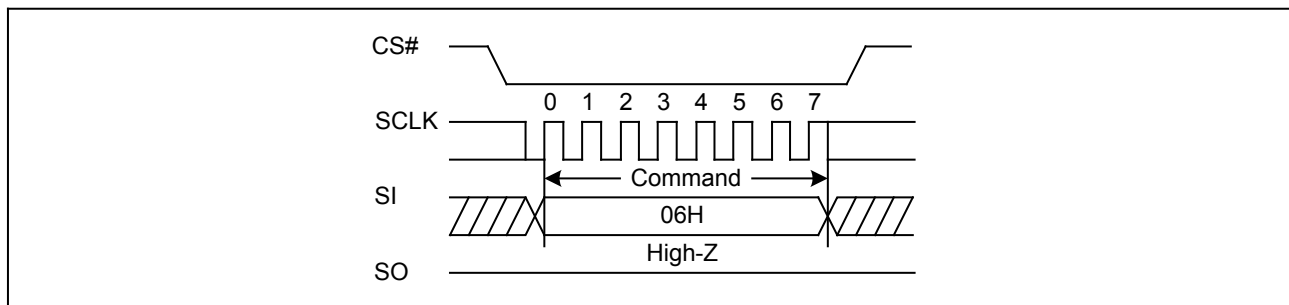 CS#
0 1 2 3 4 5 6 7
SCLK
Command
SI
06H
High-Z
SO